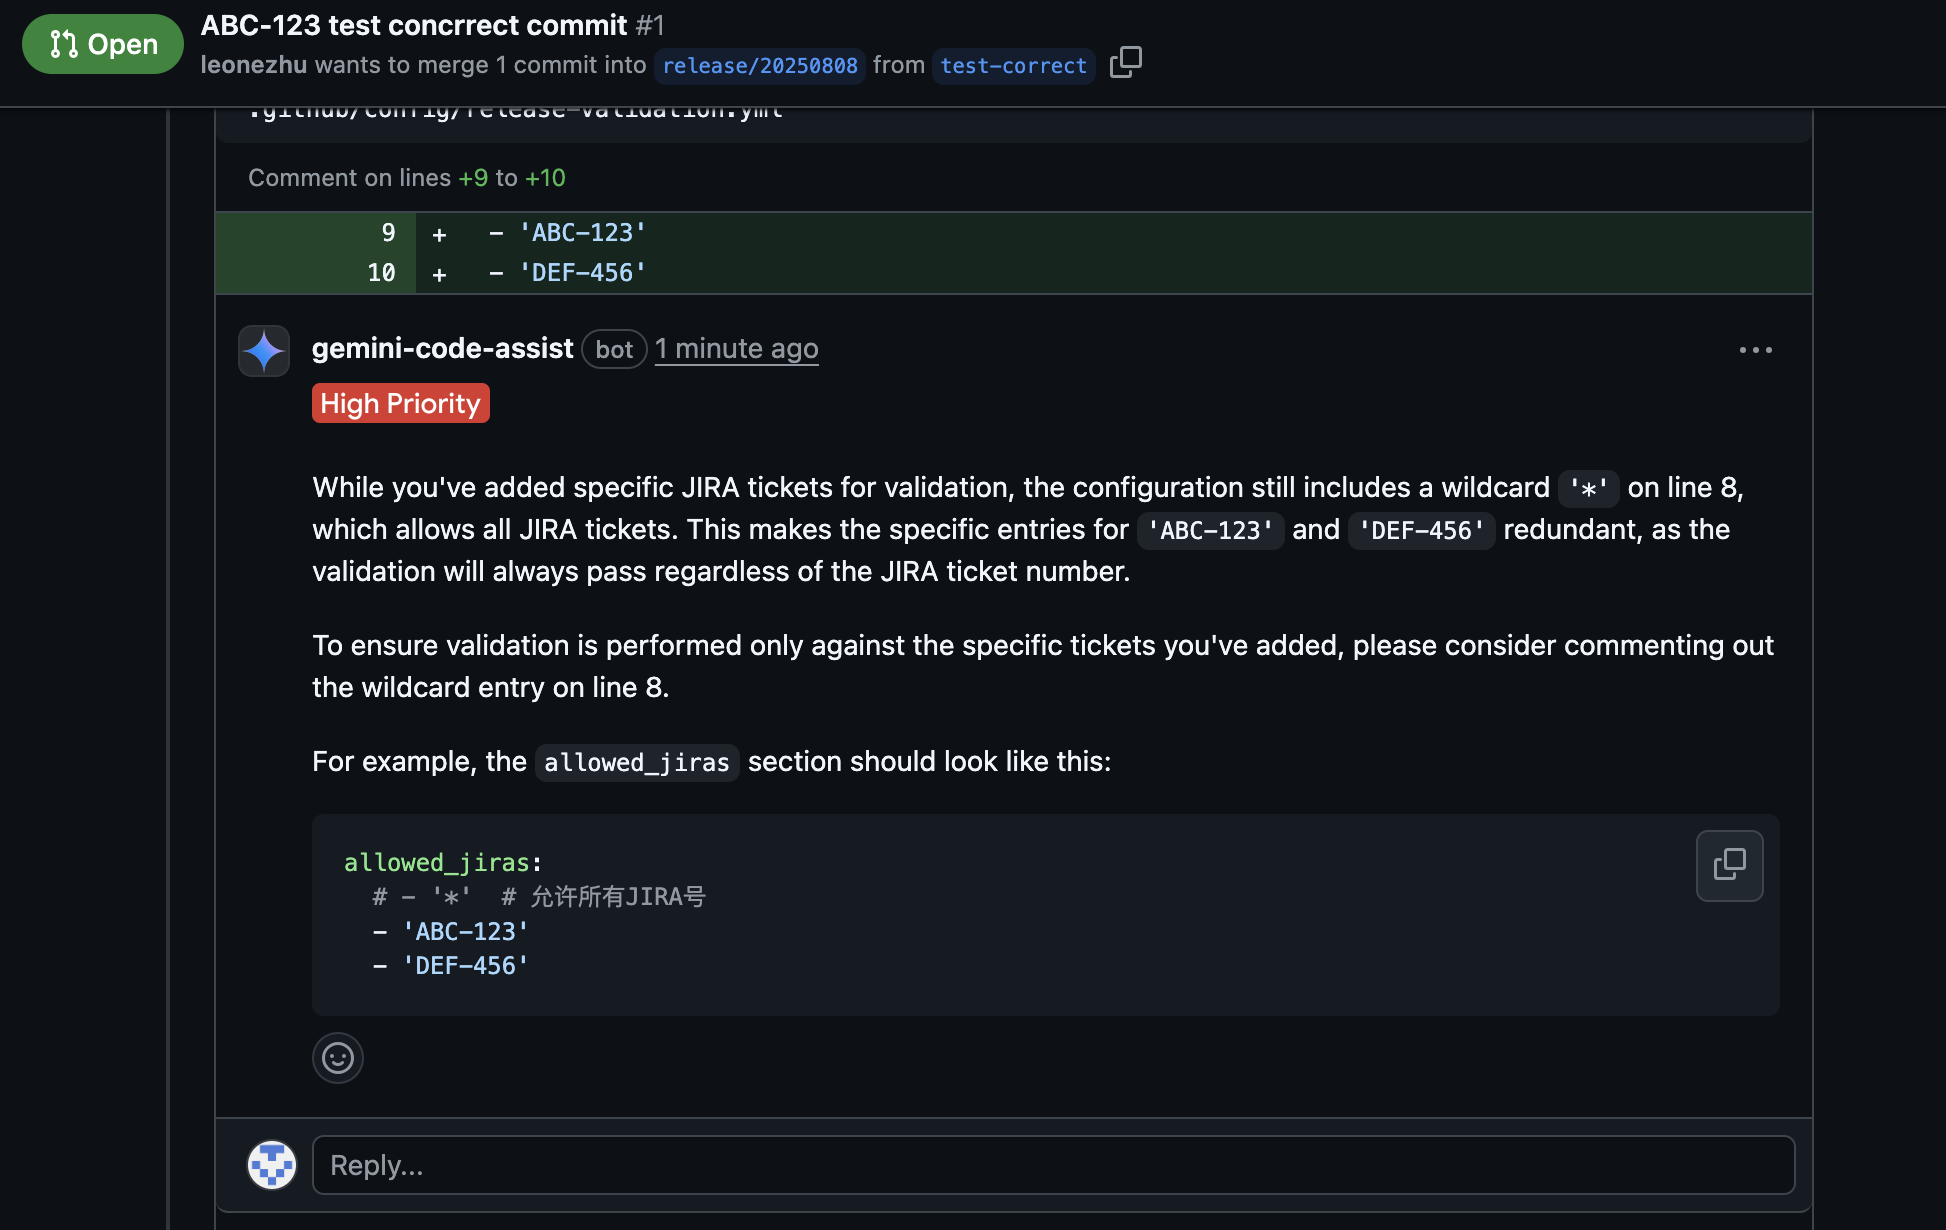 Open
ABC-123 test concrrect commit #1
leonezhu wants to merge 1 commit into release/20250808 from test-correct
.github/config/release-validation.yml
Comment on lines +9 to +10
9 + - 'ABC-123'
10 + - 'DEF-456'
gemini-code-assist bot 1 minute ago
High Priority
While you've added specific JIRA tickets for validation, the configuration still includes a wildcard '*' on line 8,
which allows all JIRA tickets. This makes the specific entries for 'ABC-123' and 'DEF-456' redundant, as the
validation will always pass regardless of the JIRA ticket number.
To ensure validation is performed only against the specific tickets you've added, please consider commenting out
the wildcard entry on line 8.
For example, the allowed_jiras section should look like this:
allowed_jiras:
# - '*' # 允许所有JIRA号
- 'ABC-123'
- 'DEF-456'
Reply...